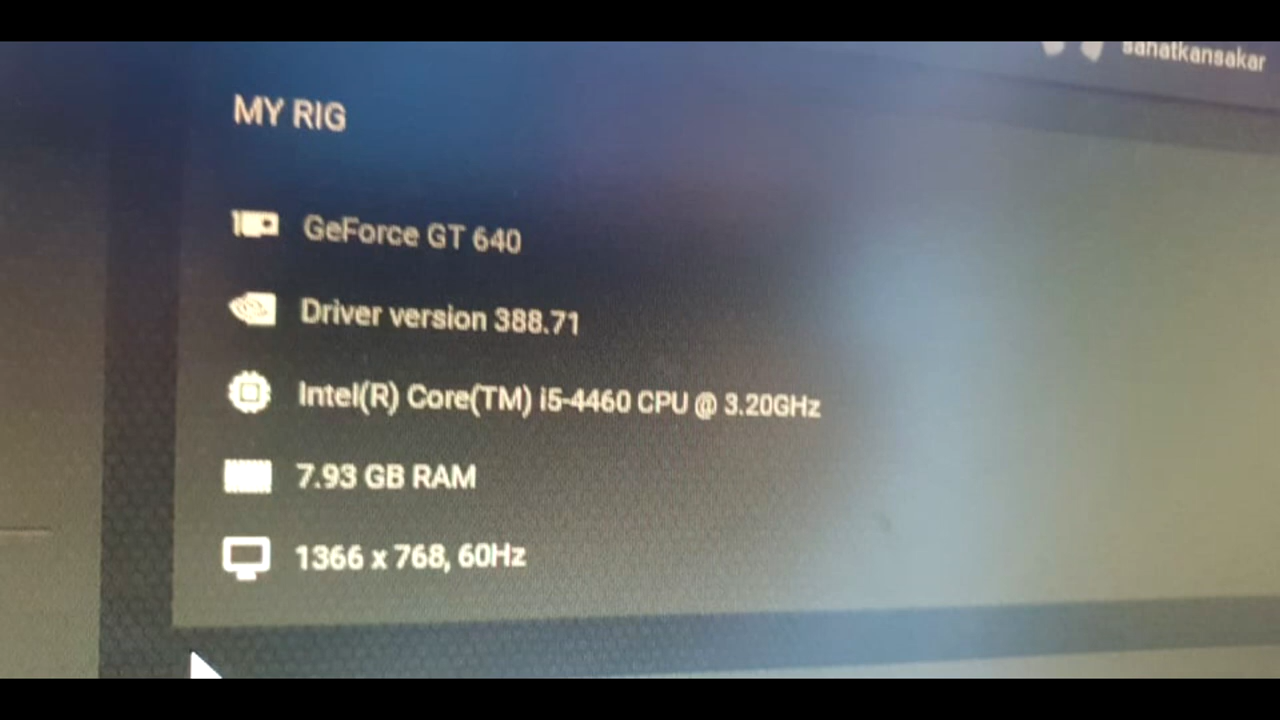 sanatkansakar
MY RIG
GeForce GT 640
Driver version 388.71
Intel(R) Core(TM) i5-4460 CPU @ 3.20GHz
7.93 GB RAM
1366 x 768, 60Hz